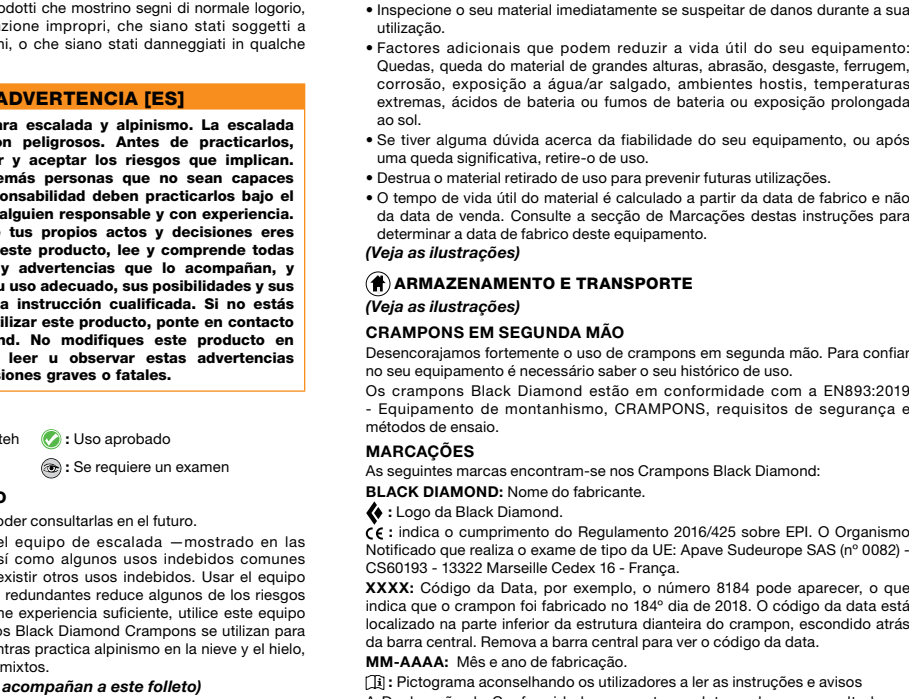 odotti che mostrino segni di normale logorio,
zione impropri, che siano stati soggetti a
ni, o che siano stati danneggiati in qualche
ADVERTENCIA [ES]
ara escalada y alpinismo. La escalada
on peligrosos. Antes de practicarlos,
r y aceptar los riesgos que implican.
emás personas que no sean capaces
ponsabilidad deben practicarlos bajo el
alguien responsable y con experiencia.
e tus propios actos y decisiones eres
este producto, lee y comprende todas
y advertencias que lo acompañan, y
u uso adecuado, sus posibilidades y sus
a instrucción cualificada. Si no estás
ilizar este producto, ponte en contacto
nd. No modifiques este producto en
leer u observar estas advertencias
siones graves o fatales.
teh : Uso aprobado
: Se requiere un examen
O
oder consultarlas en el futuro.
el equipo de escalada —mostrado en las
sí como algunos usos indebidos comunes
existir otros usos indebidos. Usar el equipo
redundantes reduce algunos de los riesgos
ne experiencia suficiente, utilice este equipo
os Black Diamond Crampons se utilizan para
ntras practica alpinismo en la nieve y el hielo,
mixtos.
acompañan a este folleto)
• Inspecione o seu material imediatamente se suspeitar de danos durante a sua
utilização.
• Factores adicionais que podem reduzir a vida útil do seu equipamento:
Quedas, queda do material de grandes alturas, abrasão, desgaste, ferrugem,
corrosão, exposição a água/ar salgado, ambientes hostis, temperaturas
extremas, ácidos de bateria ou fumos de bateria ou exposição prolongada
ao sol.
• Se tiver alguma dúvida acerca da fiabilidade do seu equipamento, ou após
uma queda significativa, retire-o de uso.
• Destrua o material retirado de uso para prevenir futuras utilizações.
• O tempo de vida útil do material é calculado a partir da data de fabrico e não
da data de venda. Consulte a secção de Marcações destas instruções para
determinar a data de fabrico deste equipamento.
(Veja as ilustrações)
ARMAZENAMENTO E TRANSPORTE
(Veja as ilustrações)
CRAMPONS EM SEGUNDA MÃO
Desencorajamos fortemente o uso de crampons em segunda mão. Para confiar
no seu equipamento é necessário saber o seu histórico de uso.
Os crampons Black Diamond estão em conformidade com a EN893:2019
- Equipamento de montanhismo, CRAMPONS, requisitos de segurança e
métodos de ensaio.
MARCAÇÕES
As seguintes marcas encontram-se nos Crampons Black Diamond:
BLACK DIAMOND: Nome do fabricante.
: Logo da Black Diamond.
CE : indica o cumprimento do Regulamento 2016/425 sobre EPI. O Organismo
Notificado que realiza o exame de tipo da UE: Apave Sudeurope SAS (nº 0082) -
CS60193 - 13322 Marseille Cedex 16 - França.
XXXX: Código da Data, por exemplo, o número 8184 pode aparecer, o que
indica que o crampon foi fabricado no 184º dia de 2018. O código da data está
localizado na parte inferior da estrutura dianteira do crampon, escondido atrás
da barra central. Remova a barra central para ver o código da data.
MM-AAAA: Mês e ano de fabricação.
: Pictograma aconselhando os utilizadores a ler as instruções e avisos